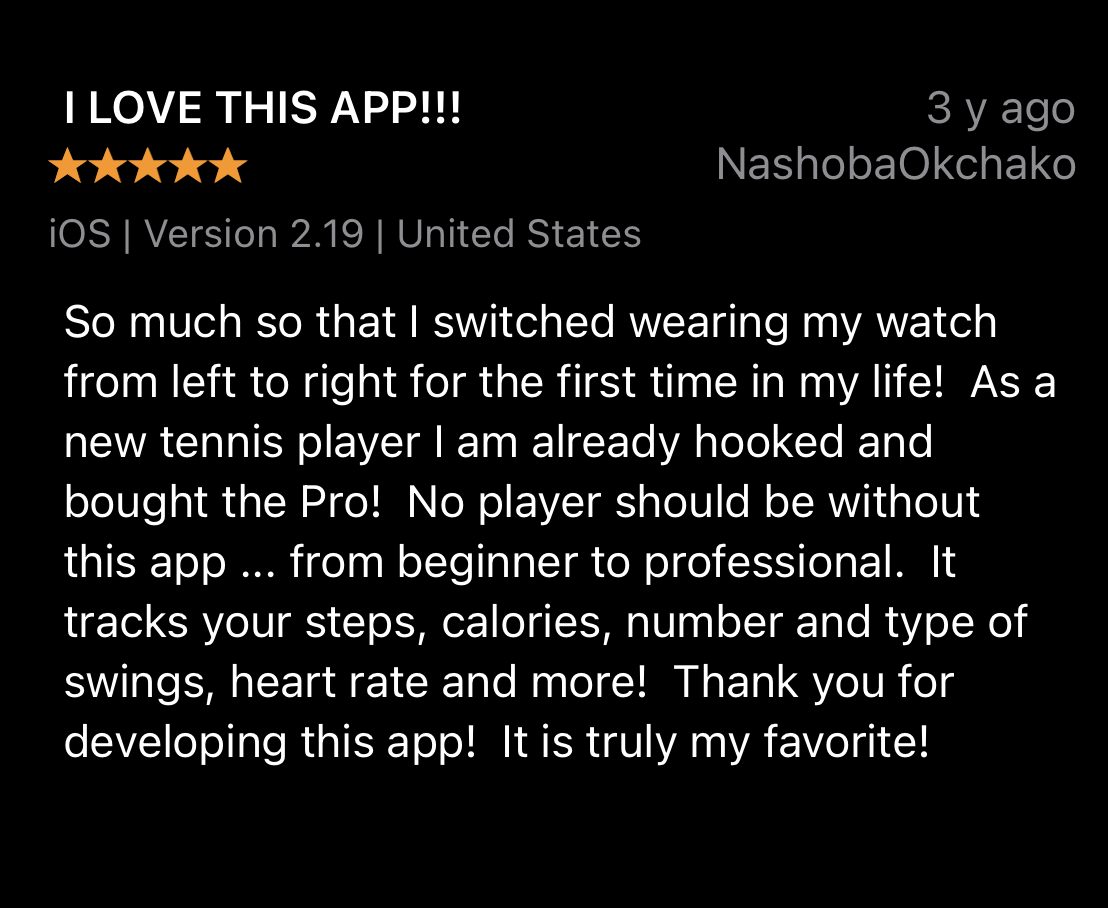 I LOVE THIS APP!!! 3 y ago
★★★★★ NashobaOkchako
iOS | Version 2.19 | United States
So much so that I switched wearing my watch
from left to right for the first time in my life!  As a
new tennis player I am already hooked and
bought the Pro!  No player should be without
this app ... from beginner to professional.  It
tracks your steps, calories, number and type of
swings, heart rate and more!  Thank you for
developing this app!  It is truly my favorite!